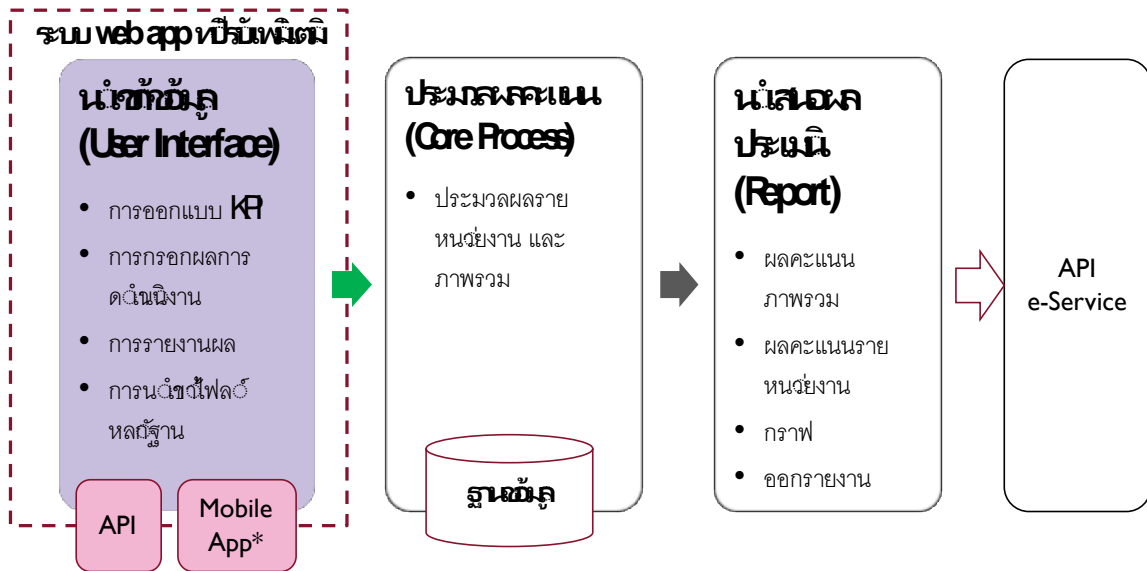 ระบบ web app ที่ปรับเพิ่มเติม
นำเข้าข้อมูล
(User Interface)
• การออกแบบ KPI
• การกรอกผลการ
ดำเนินงาน
• การรายงานผล
• การนำเข้าไฟล์
หลักฐาน
API
Mobile
App*
ประมวลผลคะแนน
(Core Process)
• ประมวลผลราย
หน่วยงาน และ
ภาพรวม
ฐานข้อมูล
นำเสนอผล
ประเมิน
(Report)
• ผลคะแนน
ภาพรวม
• ผลคะแนนราย
หน่วยงาน
• กราฟ
• ออกรายงาน
API
e-Service